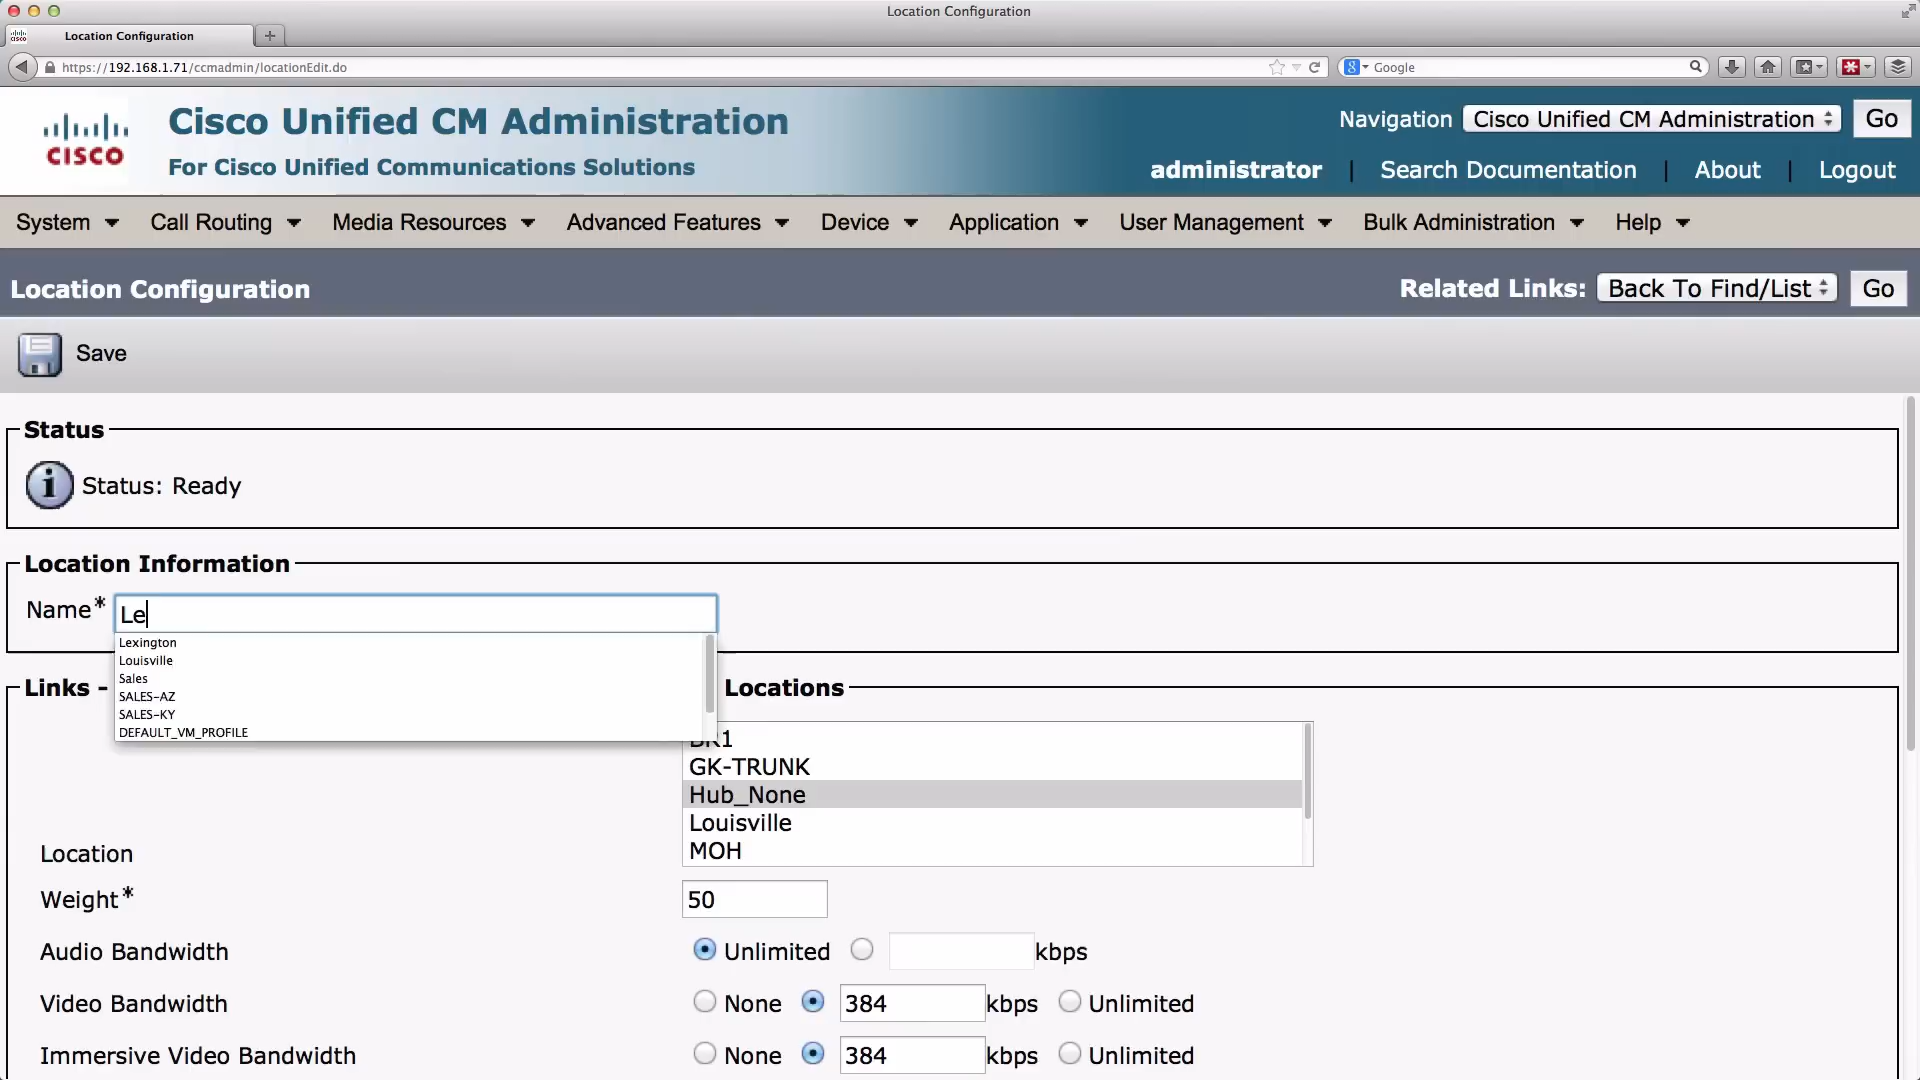 Location Configuration
CISCO
Location Configuration
https://192.168.1.71/ccmadmin/locationEdit.do
8
Google
CISCO
Cisco Unified CM Administration
For Cisco Unified Communications Solutions
Navigation Cisco Unified CM Administration Go
administrator | Search Documentation | About | Logout
System Call Routing Media Resources Advanced Features Device Application User Management Bulk Administration Help
Location Configuration
Related Links: Back To Find/List Go
Save
Status
i Status: Ready
Location Information
Name* Le
Lexington
Louisville
Sales
SALES-AZ
SALES-KY
DEFAULT_VM_PROFILE
Links - Locations
BR1
GK-TRUNK
Hub_None
Louisville
MOH
Location
Weight* 50
Audio Bandwidth Unlimited kbps
Video Bandwidth None 384 kbps Unlimited
Immersive Video Bandwidth None 384 kbps Unlimited